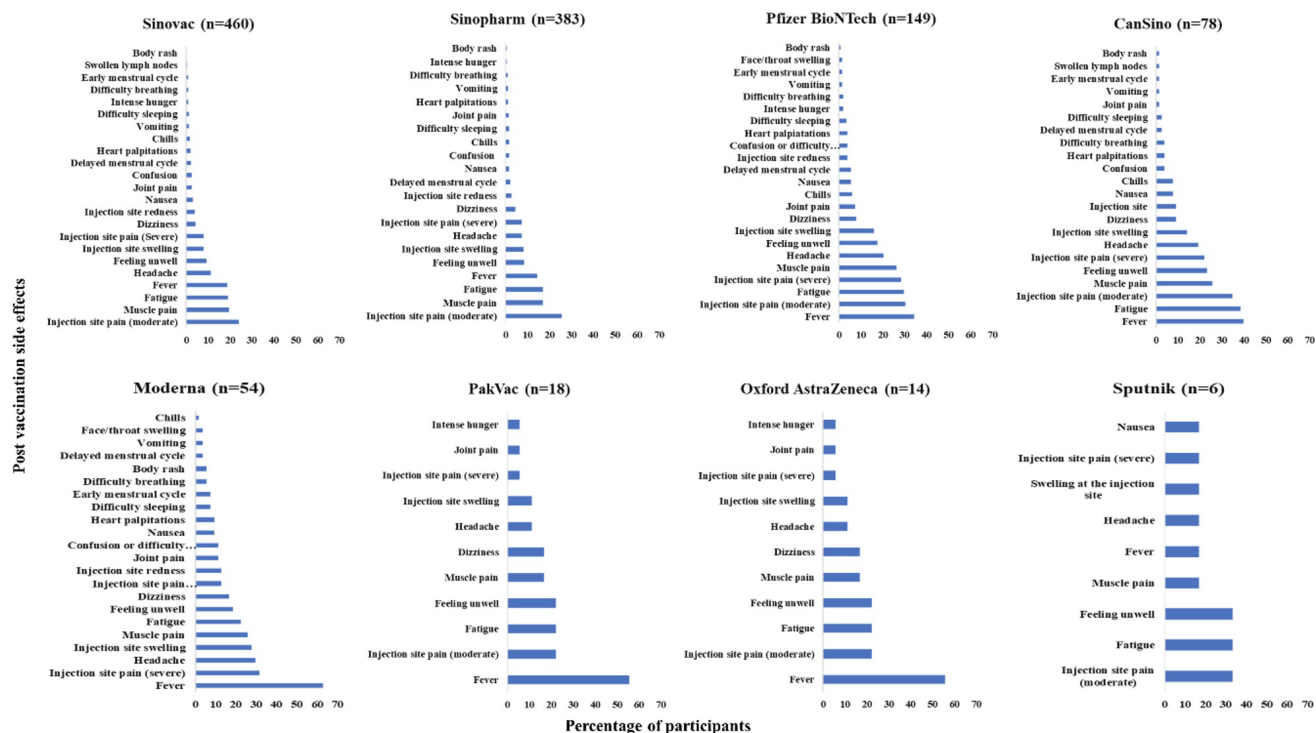 Post vaccination side effects
Sinovac (n=460)
Body rash
Swollen lymph nodes
Early menstrual cycle
Difficulty breathing
Intense hunger
Difficulty sleeping
Vomiting
Chills
Heart palpitations
Delayed menstrual cycle
Confusion
Joint pain
Nausea
Injection site redness
Dizziness
Injection site pain (Severe)
Injection site swelling
Feeling unwell
Headache
Fever
Fatigue
Muscle pain
Injection site pain (moderate)
0 10 20 30 40 50 60 70
Sinopharm (n=383)
Body rash
Intense hunger
Difficulty breathing
Vomiting
Heart palpitations
Joint pain
Difficulty sleeping
Chills
Confusion
Nausea
Delayed menstrual cycle
Injection site redness
Dizziness
Injection site pain (severe)
Headache
Injection site swelling
Feeling unwell
Fever
Fatigue
Muscle pain
Injection site pain (moderate)
0 10 20 30 40 50 60 70
Pfizer BioNTech (n=149)
Body rash
Face/throat swelling
Early menstrual cycle
Vomiting
Difficulty breathing
Intense hunger
Difficulty sleeping
Heart palpiatations
Confusion or difficulty…
Injection site redness
Delayed menstrual cycle
Nausea
Chills
Joint pain
Dizziness
Injection site swelling
Feeling unwell
Headache
Muscle pain
Injection site pain (severe)
Fatigue
Injection site pain (moderate)
Fever
0 10 20 30 40 50 60 70
CanSino (n=78)
Body rash
Swollen lymph nodes
Early menstrual cycle
Vomiting
Joint pain
Difficulty sleeping
Delayed menstrual cycle
Difficulty breathing
Heart palpitations
Confusion
Chills
Nausea
Injection site
Dizziness
Injection site swelling
Headache
Injection site pain (severe)
Feeling unwell
Muscle pain
Injection site pain (moderate)
Fatigue
Fever
0 10 20 30 40 50 60 70
Moderna (n=54)
Chills
Face/throat swelling
Vomiting
Delayed menstrual cycle
Body rash
Difficulty breathing
Early menstrual cycle
Difficulty sleeping
Heart palpitations
Nausea
Confusion or difficulty…
Joint pain
Injection site redness
Injection site pain…
Dizziness
Feeling unwell
Fatigue
Muscle pain
Injection site swelling
Headache
Injection site pain (severe)
Fever
0 10 20 30 40 50 60 70
PakVac (n=18)
Intense hunger
Joint pain
Injection site pain (severe)
Injection site swelling
Headache
Dizziness
Muscle pain
Feeling unwell
Fatigue
Injection site pain (moderate)
Fever
0 10 20 30 40 50 60 70
Oxford AstraZeneca (n=14)
Intense hunger
Joint pain
Injection site pain (severe)
Injection site swelling
Headache
Dizziness
Muscle pain
Feeling unwell
Fatigue
Injection site pain (moderate)
Fever
0 10 20 30 40 50 60 70
Sputnik (n=6)
Nausea
Injection site pain (severe)
Swelling at the injection
site
Headache
Fever
Muscle pain
Feeling unwell
Fatigue
Injection site pain
(moderate)
0 10 20 30 40 50 60 70
Percentage of participants